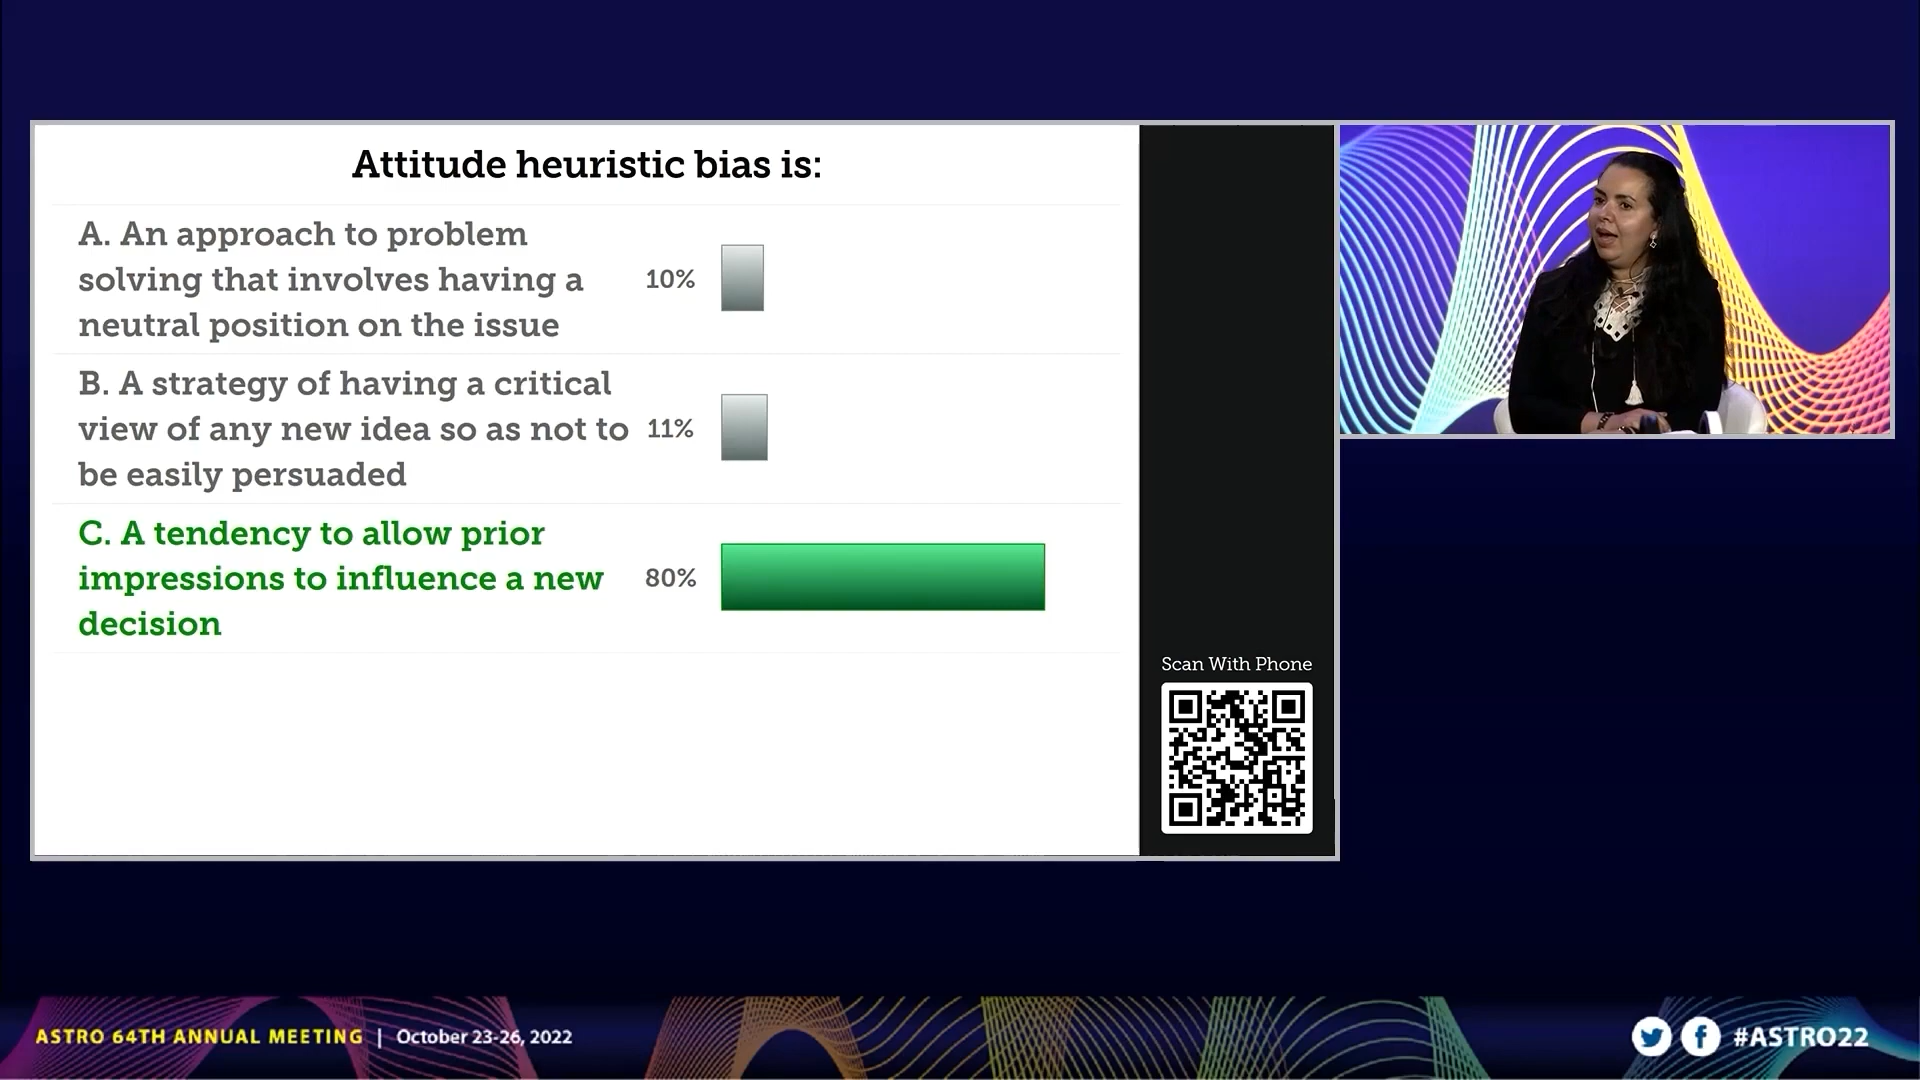 Attitude heuristic bias is:
A. An approach to problem
solving that involves having a
neutral position on the issue
10%
B. A strategy of having a critical
view of any new idea so as not to
be easily persuaded
11%
C. A tendency to allow prior
impressions to influence a new
decision
80%
Scan With Phone
ASTRO 64TH ANNUAL MEETING | October 23-26, 2022
#ASTRO22